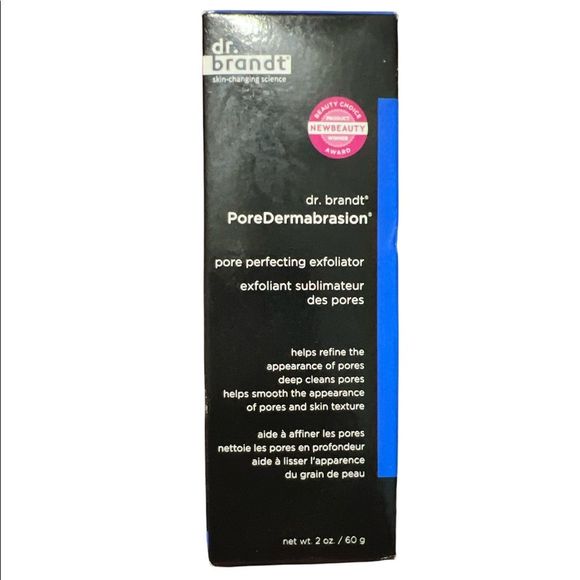 dr.
brandt®
skin-changing science
BEAUTY CHOICE
PRODUCT
NEWBEAUTY
WINNER
AWARD
dr. brandt®
PoreDermabrasion®
pore perfecting exfoliator
exfoliant sublimateur
des pores
helps refine the
appearance of pores
deep cleans pores
helps smooth the appearance
of pores and skin texture
aide à affiner les pores
nettoie les pores en profondeur
aide à lisser l'apparence
du grain de peau
net wt. 2 oz. / 60 g